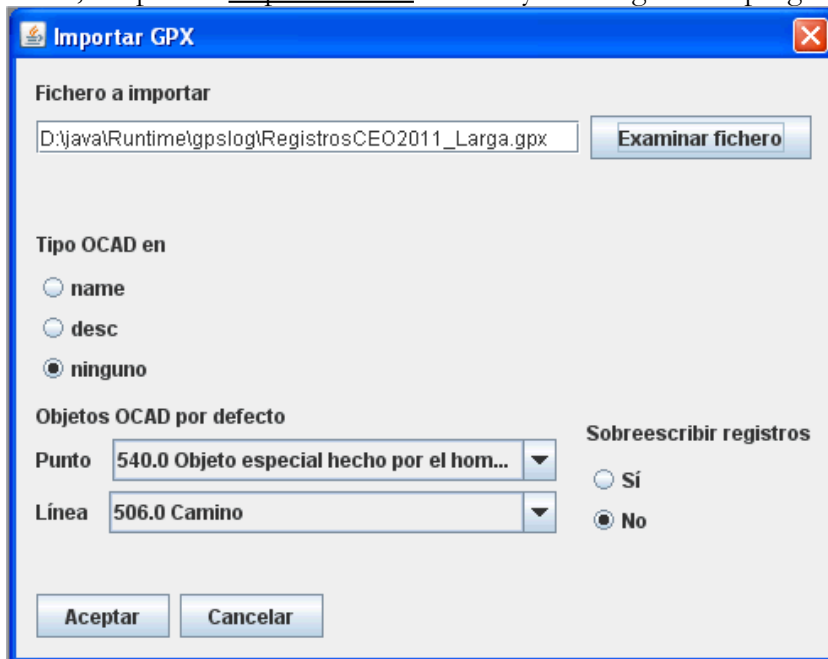 Importar GPX
Fichero a importar
D:\java\Runtime\gpslog\RegistrosCEO2011_Larga.gpx
Examinar fichero
Tipo OCAD en
name
desc
ninguno
Objetos OCAD por defecto
Sobreescribir registros
Punto
540.0 Objeto especial hecho por el hom...
Sí
Línea
506.0 Camino
No
Aceptar
Cancelar